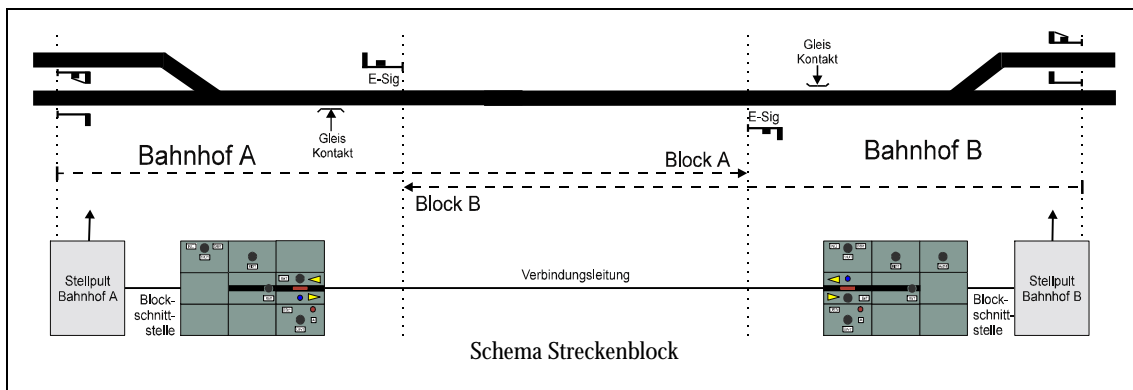 E-Sig
Gleis
Kontakt
E-Sig
Gleis
Kontakt
Bahnhof A
Bahnhof B
Block A
Block B
Stellpult
Bahnhof A
Block-
schnitt-
stelle
Verbindungsleitung
Block-
schnitt-
stelle
Stellpult
Bahnhof B
Schema Streckenblock